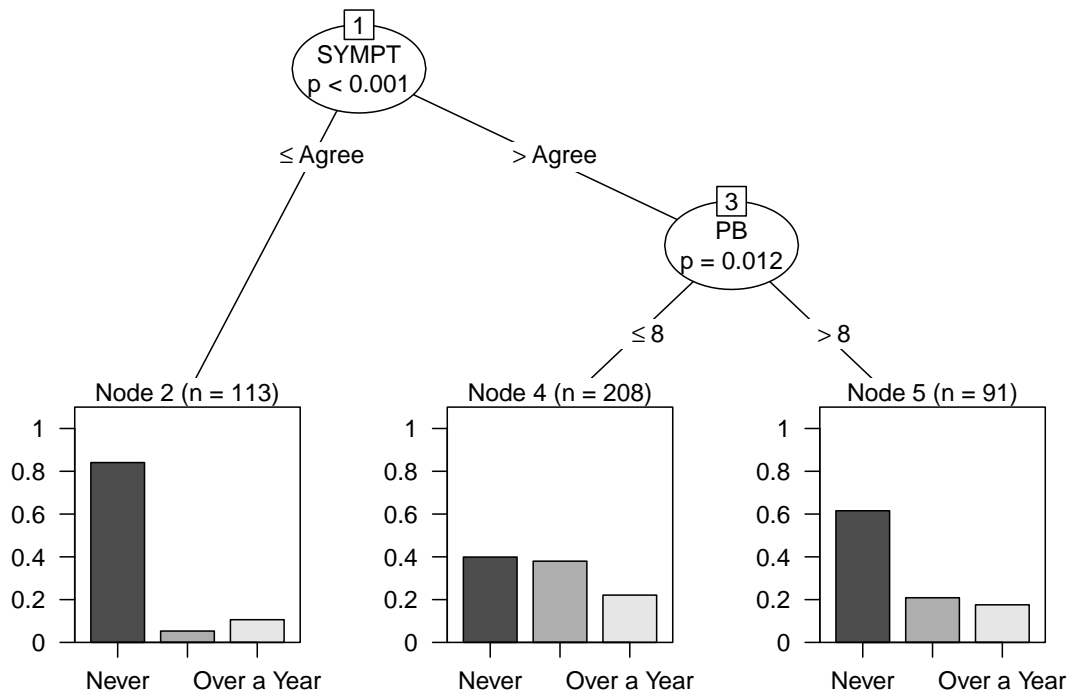 1
SYMPT
p < 0.001
≤ Agree
> Agree
3
PB
p = 0.012
≤ 8
> 8
Node 2 (n = 113)
Never
Over a Year
0
0.2
0.4
0.6
0.8
1
Node 4 (n = 208)
Never
Over a Year
0
0.2
0.4
0.6
0.8
1
Node 5 (n = 91)
Never
Over a Year
0
0.2
0.4
0.6
0.8
1